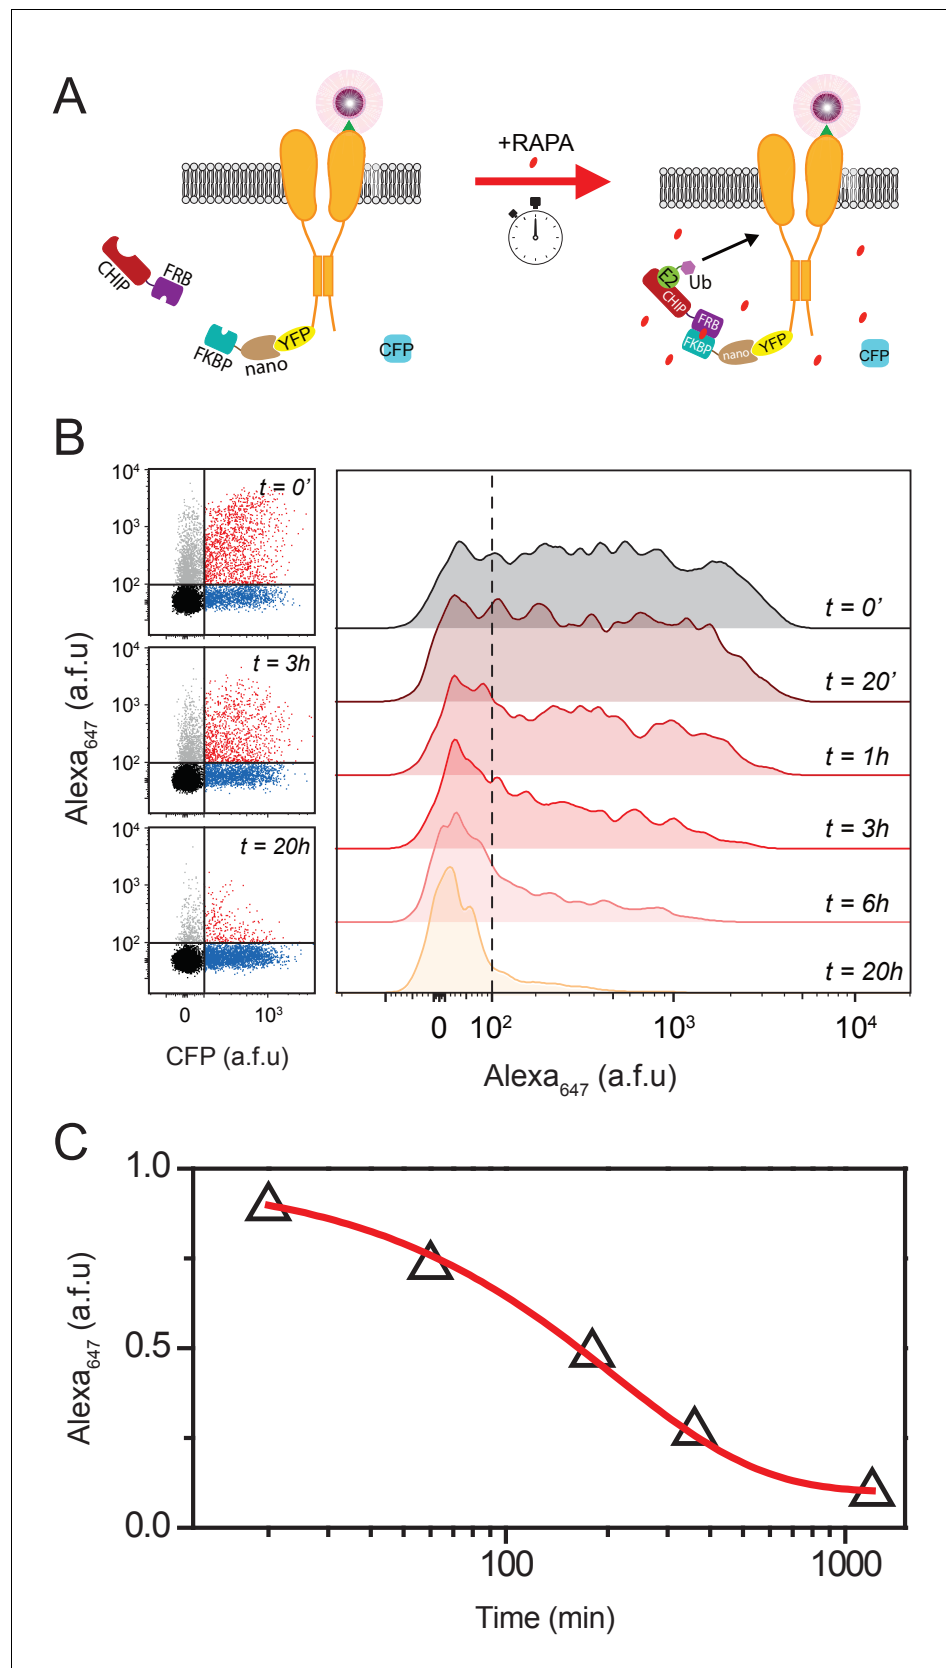 A
+RAPA
CHIP
FRB
FKBP
nano
YFP
CFP
E2
Ub
CHIP
FRB
FKBP
nano
YFP
CFP
B
10⁴
10³
10²
t = 0'
10⁴
10³
10²
t = 3h
10⁴
10³
10²
t = 20h
0
10³
CFP (a.f.u)
Alexa₆₄₇ (a.f.u)
t = 0'
t = 20'
t = 1h
t = 3h
t = 6h
t = 20h
0
10²
10³
10⁴
Alexa₆₄₇ (a.f.u)
C
1.0
0.5
0.0
Alexa₆₄₇ (a.f.u)
100
1000
Time (min)